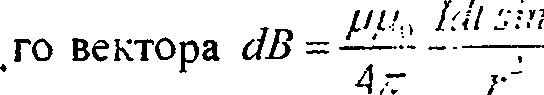 .го вектора dB = μμ₀/4π Idl sin/r²